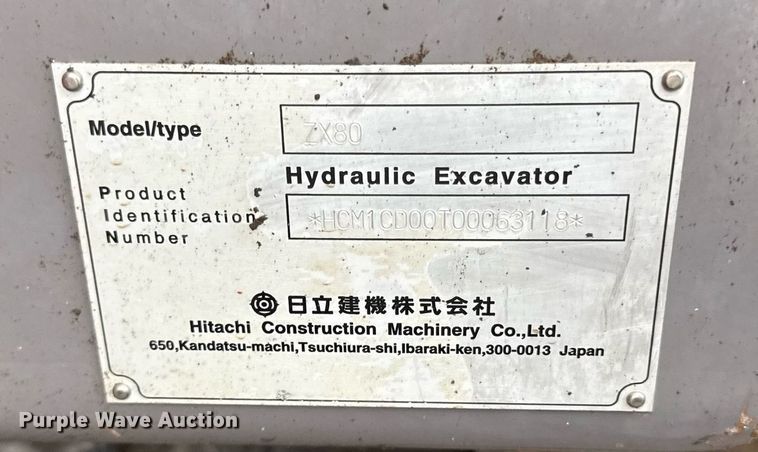 Model/type ZX80
Hydraulic Excavator
Product
Identification *HCM1CD00T00063118*
Number
日立建機株式会社
Hitachi Construction Machinery Co.,Ltd.
650,Kandatsu-machi,Tsuchiura-shi,Ibaraki-ken,300-0013 Japan
Purple Wave Auction